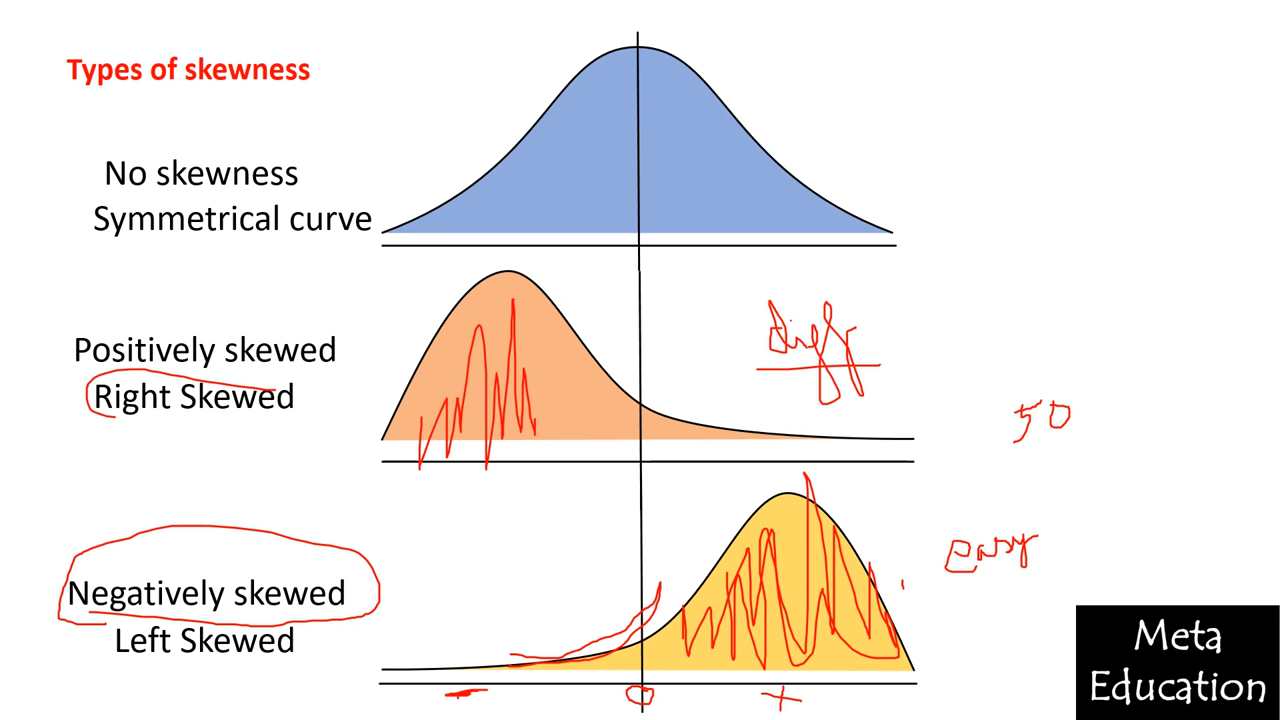 Types of skewness
No skewness
Symmetrical curve
Positively skewed
Right Skewed
50
easy
Negatively skewed
Left Skewed
- 0 +
Meta
Education